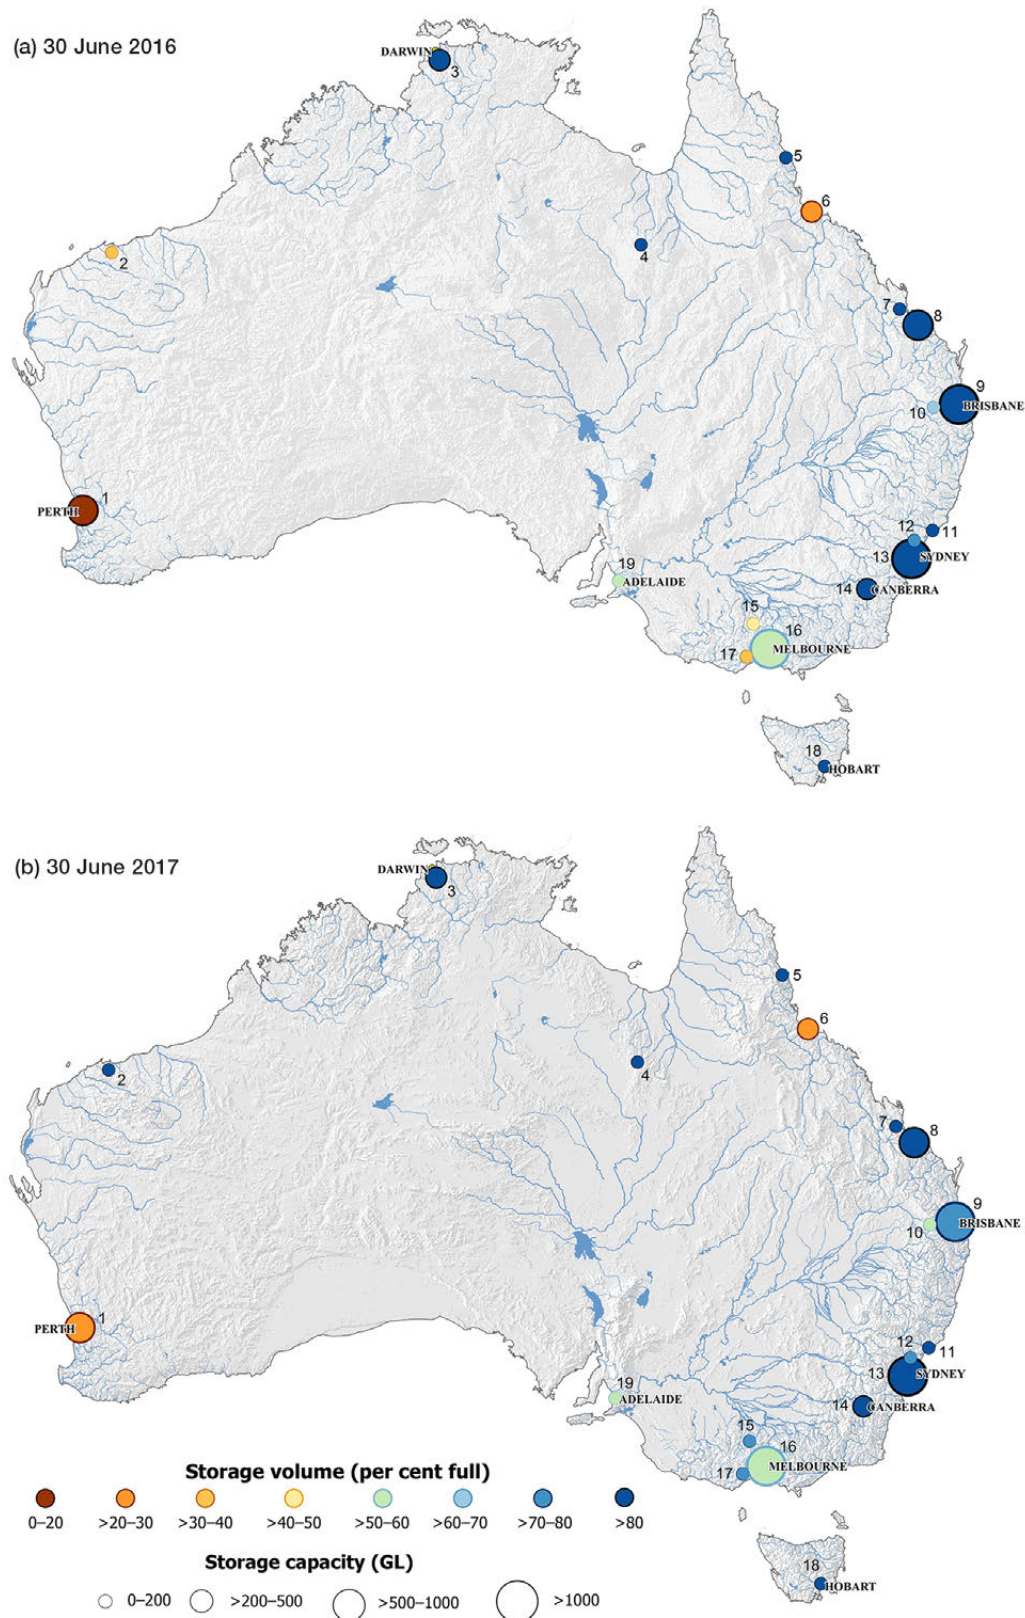 (a) 30 June 2016
DARWIN
3
5
6
2
4
7
8
9
BRISBANE
10
1
PERTH
12
11
13
SYDNEY
19
ADELAIDE
14
CANBERRA
15
16
17
MELBOURNE
18
HOBART
(b) 30 June 2017
DARWIN
3
5
6
2
4
7
8
9
BRISBANE
10
1
PERTH
12
11
13
SYDNEY
19
ADELAIDE
14
CANBERRA
15
16
17
MELBOURNE
Storage volume (per cent full)
0–20 >20–30 >30–40 >40–50 >50–60 >60–70 >70–80 >80
Storage capacity (GL)
18
HOBART
0–200 >200–500 >500–1000 >1000